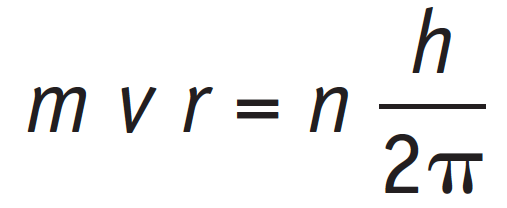 m v r = n h/2π